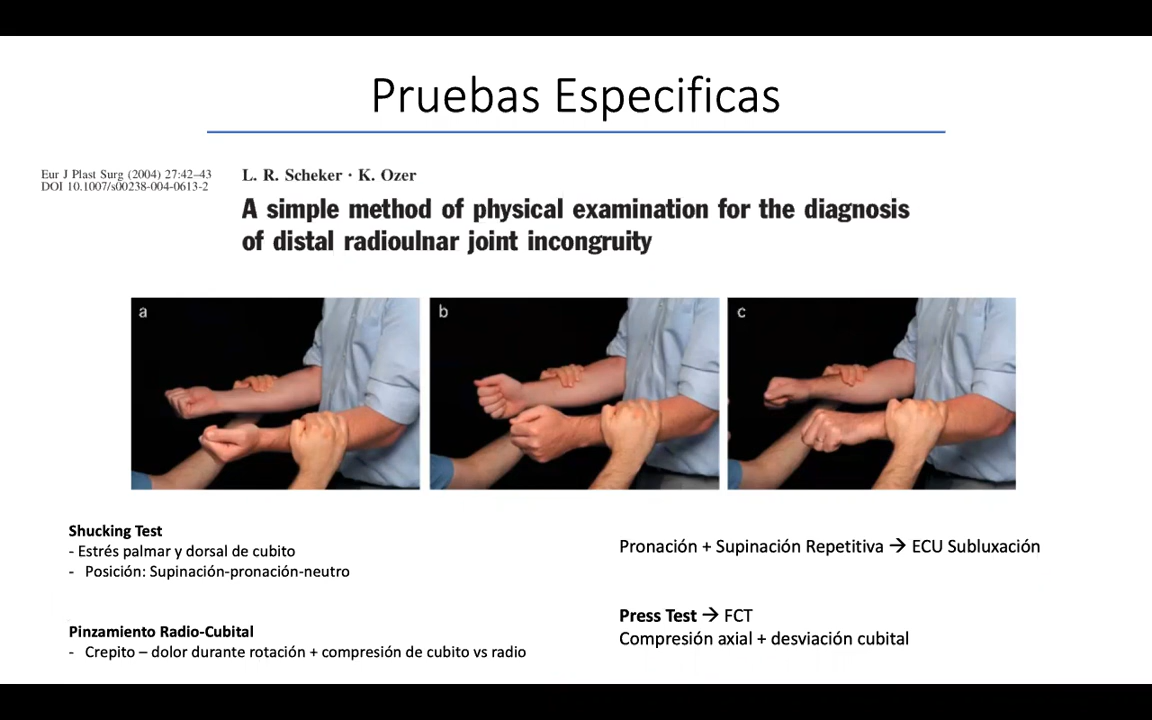 Pruebas Especificas
Eur J Plast Surg (2004) 27:42–43
DOI 10.1007/s00238-004-0613-2
L. R. Scheker · K. Ozer
A simple method of physical examination for the diagnosis
of distal radioulnar joint incongruity
a
b
c
Shucking Test
- Estrés palmar y dorsal de cubito
- Posición: Supinación-pronación-neutro
Pinzamiento Radio-Cubital
- Crepito – dolor durante rotación + compresión de cubito vs radio
Pronación + Supinación Repetitiva → ECU Subluxación
Press Test → FCT
Compresión axial + desviación cubital